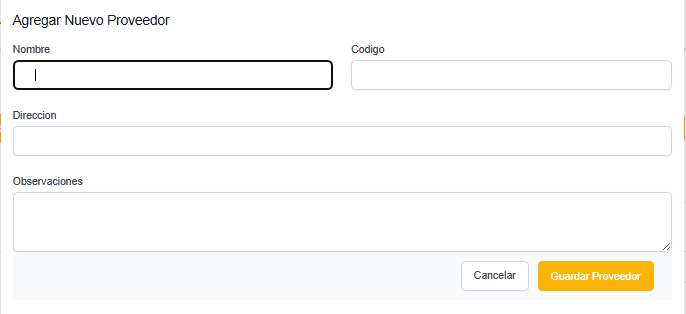 Agregar Nuevo Proveedor
Nombre Codigo
Direccion
Observaciones
Cancelar Guardar Proveedor